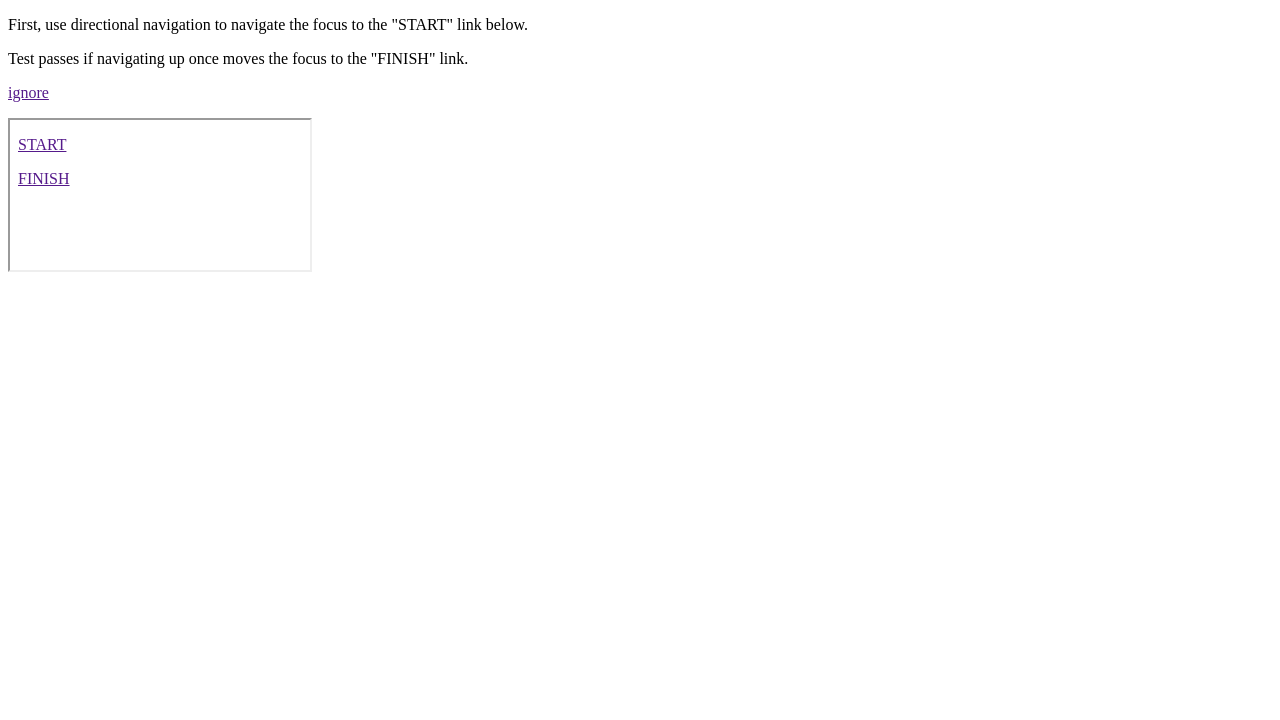 First, use directional navigation to navigate the focus to the "START" link below.
Test passes if navigating up once moves the focus to the "FINISH" link.
ignore
START
FINISH